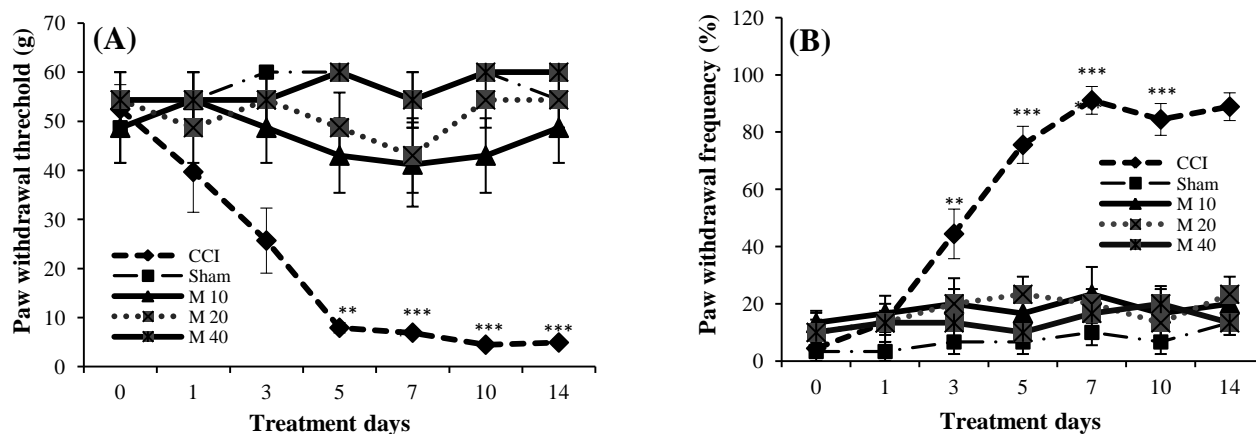 (A)
Paw withdrawal threchold (g)
70
60
50
40
30
20
10
0
CCI
Sham
M 10
M 20
M 40
**
***
***
***
0 1 3 5 7 10 14
Treatment days
(B)
Paw withdrawal frequency (%)
120
100
80
60
40
20
0
**
***
***
***
CCI
Sham
M 10
M 20
M 40
0 1 3 5 7 10 14
Treatment days